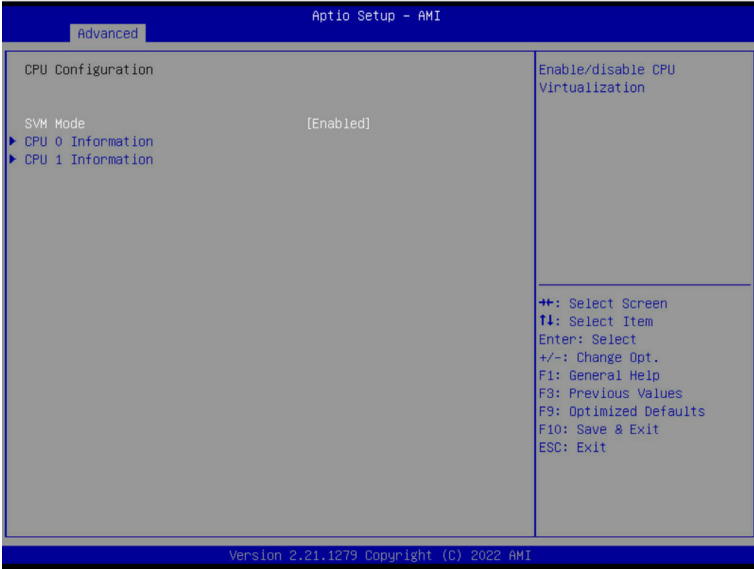 Aptio Setup – AMI
Advanced
CPU Configuration
SVM Mode [Enabled]
CPU 0 Information
CPU 1 Information
Enable/disable CPU
Virtualization
→←: Select Screen
↑↓: Select Item
Enter: Select
+/-: Change Opt.
F1: General Help
F3: Previous Values
F9: Optimized Defaults
F10: Save & Exit
ESC: Exit
Version 2.21.1279 Copyright (C) 2022 AMI